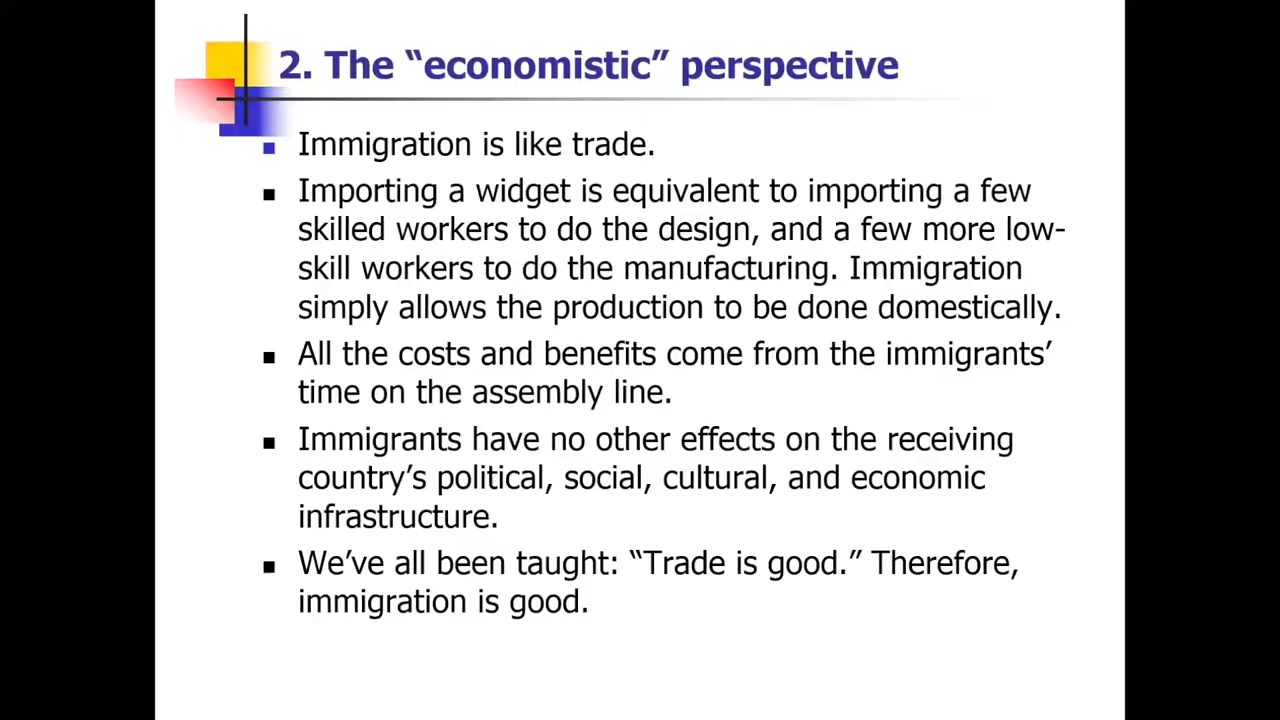 2. The “economistic” perspective
Immigration is like trade.
Importing a widget is equivalent to importing a few
skilled workers to do the design, and a few more low-
skill workers to do the manufacturing. Immigration
simply allows the production to be done domestically.
All the costs and benefits come from the immigrants’
time on the assembly line.
Immigrants have no other effects on the receiving
country’s political, social, cultural, and economic
infrastructure.
We’ve all been taught: “Trade is good.” Therefore,
immigration is good.